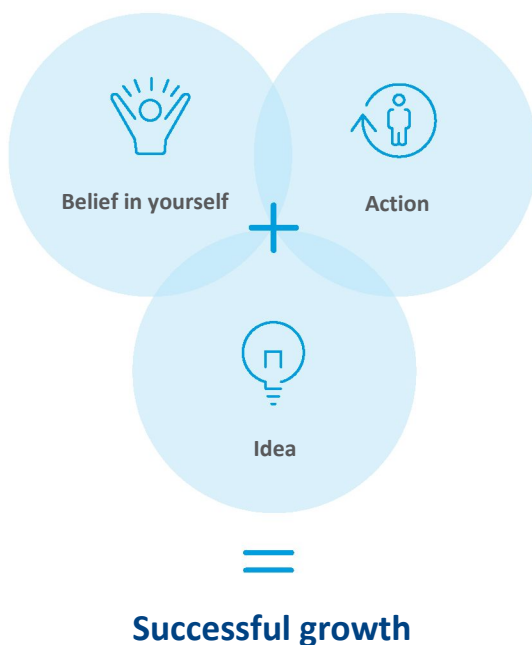 Belief in yourself
Action
+
Idea
=
Successful growth